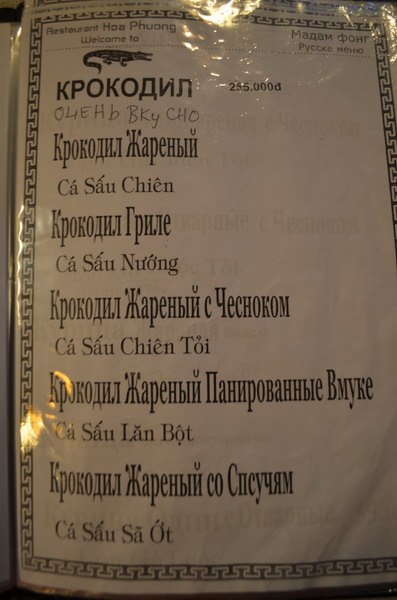 Restaurant Hoa Phuong
Welcome to
Мадам фонг
Русске меню
КРОКОДИЛ 255.000đ
ОЧЕНЬ ВКУСНО
Крокодил Жареный
Cá Sấu Chiên
Крокодил Гриле
Cá Sấu Nướng
Крокодил Жареный с Чесноком
Cá Sấu Chiên Tỏi
Крокодил Жареный Панированные Вмуке
Cá Sấu Lăn Bột
Крокодил Жареный со Спсучям
Cá Sấu Sã Ớt